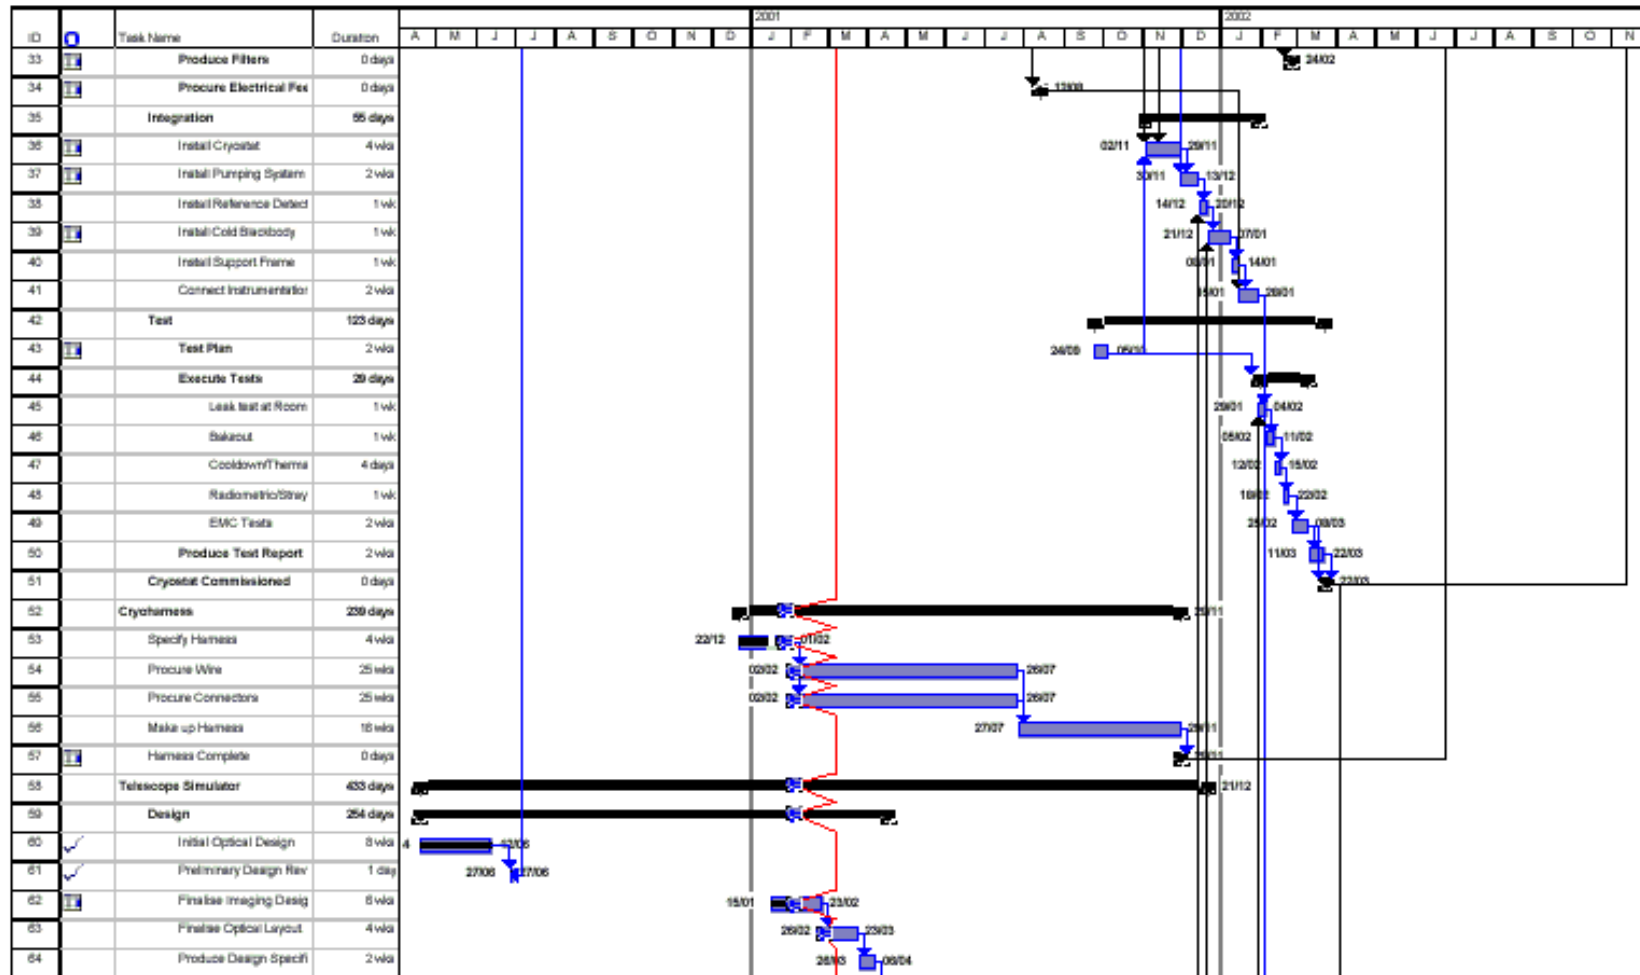 2001 2002
ID Task Name Duration A M J J A S O N D J F M A M J J A S O N D J F M A M J J A S O N
33 Produce Filters 0 days 24/02
34 Procure Electrical Fee 0 days 12/08
35 Integration 55 days
36 Install Cryostat 4 wks 02/11 29/11
37 Install Pumping System 2 wks 30/11 13/12
38 Install Reference Detect 1 wk 14/12 20/12
39 Install Cold Blackbody 1 wk 21/12 07/01
40 Install Support Frame 1 wk 08/01 14/01
41 Connect Instrumentation 2 wks 15/01 28/01
42 Test 123 days
43 Test Plan 2 wks 24/09 05/10
44 Execute Tests 29 days
45 Leak test at Room 1 wk 29/01 04/02
46 Bakeout 1 wk 05/02 11/02
47 Cooldown/Therma 4 days 12/02 15/02
48 Radiometric/Stray 1 wk 18/02 22/02
49 EMC Tests 2 wks 25/02 08/03
50 Produce Test Report 2 wks 11/03 22/03
51 Cryostat Commissioned 0 days 22/03
52 Cryoharness 239 days 29/11
53 Specify Harness 4 wks 22/12 01/02
54 Procure Wire 25 wks 02/02 26/07
55 Procure Connectors 25 wks 02/02 26/07
56 Make up Harness 18 wks 27/07 29/11
57 Harness Complete 0 days 29/11
58 Telescope Simulator 433 days 21/12
59 Design 254 days
60 Initial Optical Design 8 wks 4 12/06
61 Preliminary Design Rev 1 day 27/06 27/06
62 Finalise Imaging Desig 6 wks 15/01 23/02
63 Finalise Optical Layout 4 wks 26/02 23/03
64 Produce Design Specifi 2 wks 26/03 06/04